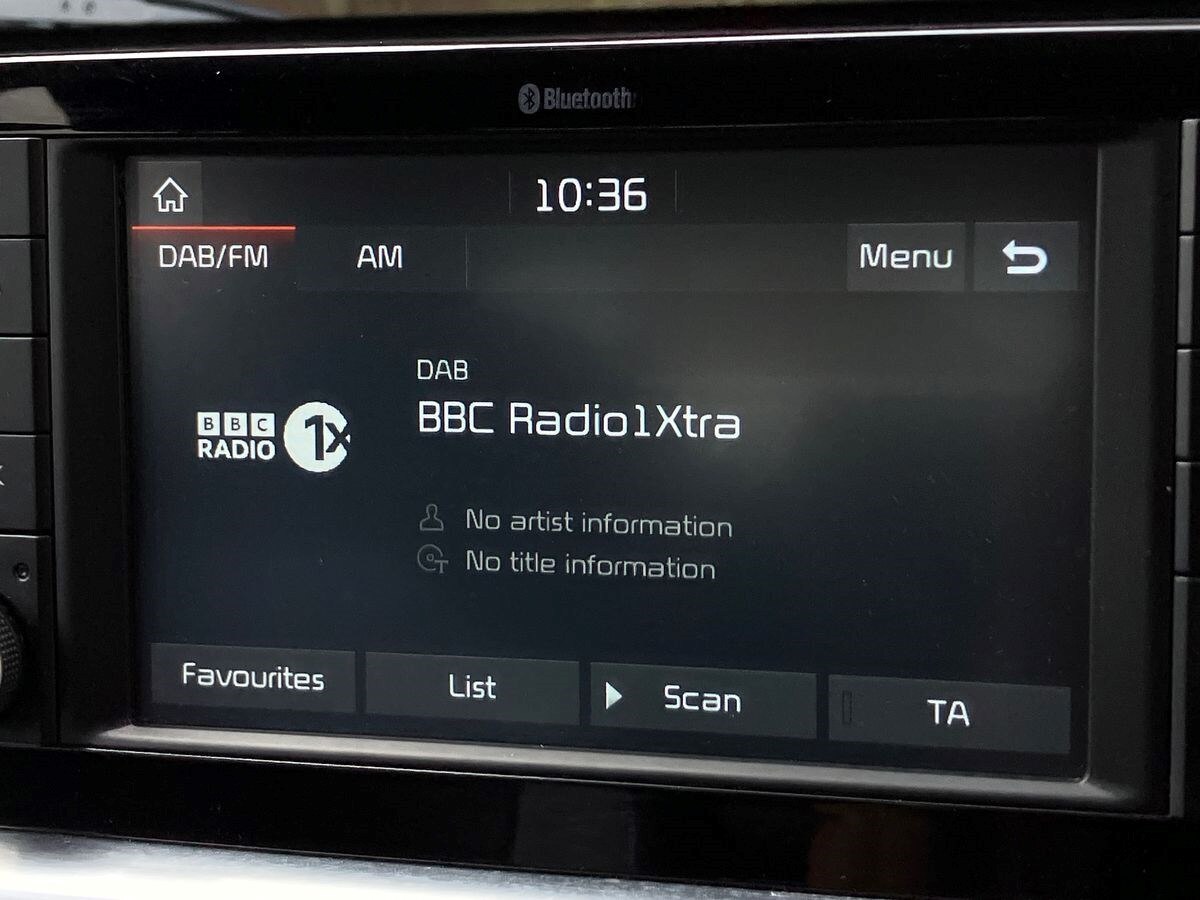 Bluetooth
10:36
DAB/FM
AM
Menu
DAB
BBC Radio1Xtra
BBC
RADIO
1X
No artist information
No title information
Favourites
List
Scan
TA